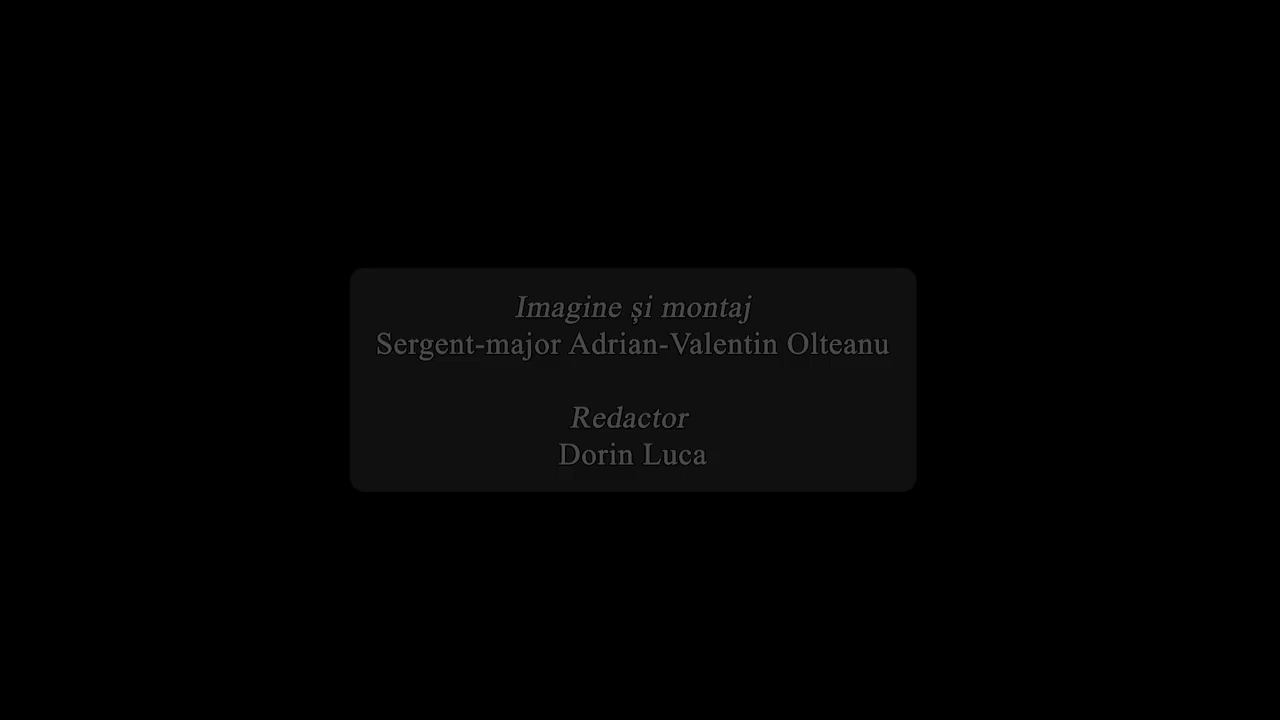 Imagine și montaj
Sergent-major Adrian-Valentin Olteanu
Redactor
Dorin Luca